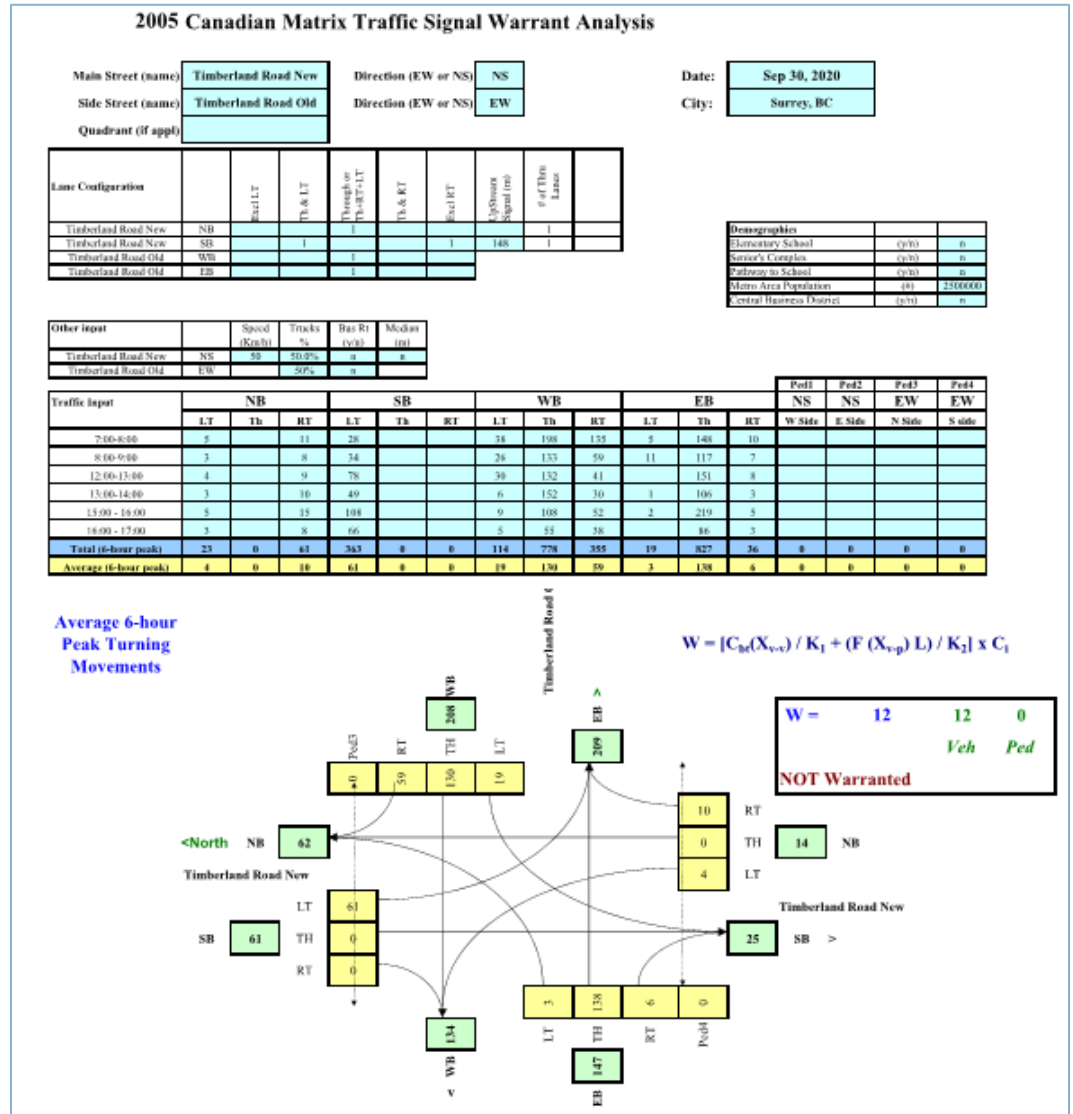 2005 Canadian Matrix Traffic Signal Warrant Analysis
Main Street (name) Timberland Road New Direction (EW or NS) NS Date: Sep 30, 2020
Side Street (name) Timberland Road Old Direction (EW or NS) EW City: Surrey, BC
Quadrant (if appl)
Lane Configuration Excl LT Th & LT Through or Th+RT+LT Th & RT Excl RT UpStream Signal (m) # of Thru Lanes
Timberland Road New NB 1 1
Timberland Road New SB 1 1 148 1
Timberland Road Old WB 1
Timberland Road Old EB 1
Demographics
Elementary School (y/n) n
Senior's Complex (y/n) n
Pathway to School (y/n) n
Metro Area Population (#) 2500000
Central Business District (y/n) n
Other input Speed (Km/h) Trucks % Bus Rt (y/n) Median (m)
Timberland Road New NS 50 50.0% n n
Timberland Road Old EW 50% n
Ped1 Ped2 Ped3 Ped4
Traffic Input NB SB WB EB NS NS EW EW
LT Th RT LT Th RT LT Th RT LT Th RT W Side E Side N Side S side
7:00-8:00 5 11 28 38 198 135 5 148 10
8:00-9:00 3 8 34 26 133 59 11 117 7
12:00-13:00 4 9 78 30 132 41 151 8
13:00-14:00 3 10 49 6 152 30 1 106 3
15:00 - 16:00 5 15 108 9 108 52 2 219 5
16:00 - 17:00 3 8 66 5 55 38 86 3
Total (6-hour peak) 23 0 61 363 0 0 114 778 355 19 827 36 0 0 0 0
Average (6-hour peak) 4 0 10 61 0 0 19 130 59 3 138 6 0 0 0 0
Average 6-hour
Peak Turning
Movements
Timberland Road
W = [Cbt(Xv-v) / K1 + (F (Xv-p) L) / K2] x Ci
W = 12 12 0
Veh Ped
NOT Warranted
WB
208
EB >
209
Ped3 RT TH LT
0 59 130 19
10 RT
0 TH 14 NB
4 LT
<North NB 62
Timberland Road New
LT 61
SB 61 TH 0
RT 0
Timberland Road New
25 SB >
3 138 6 0
LT TH RT Ped4
WB 134
v
EB 147